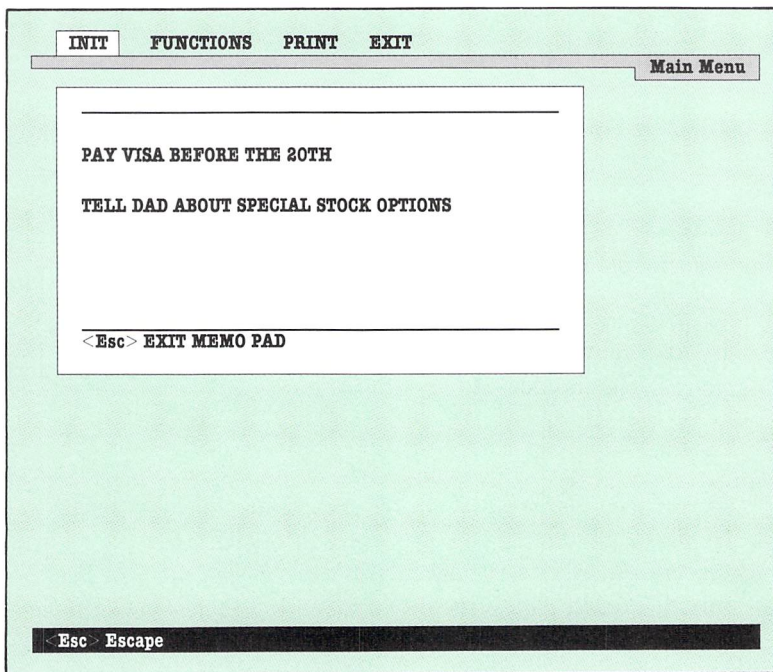 INIT FUNCTIONS PRINT EXIT
Main Menu
PAY VISA BEFORE THE 20TH
TELL DAD ABOUT SPECIAL STOCK OPTIONS
<Esc> EXIT MEMO PAD
<Esc> Escape